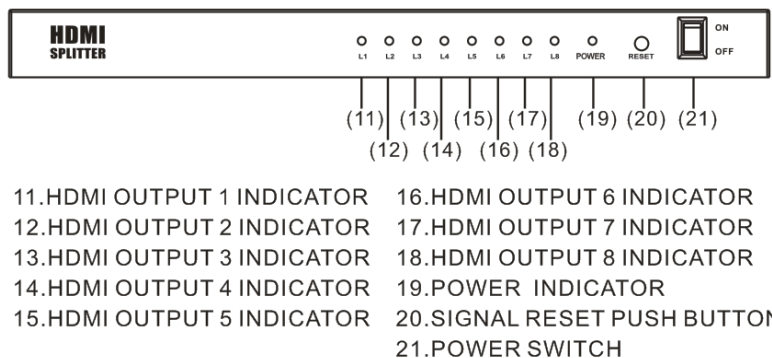 HDMI
SPLITTER
ON
OFF
L1 L2 L3 L4 L5 L6 L7 L8 POWER RESET
(11) (13) (15) (17) (19) (20) (21)
(12) (14) (16) (18)
11.HDMI OUTPUT 1 INDICATOR
12.HDMI OUTPUT 2 INDICATOR
13.HDMI OUTPUT 3 INDICATOR
14.HDMI OUTPUT 4 INDICATOR
15.HDMI OUTPUT 5 INDICATOR
16.HDMI OUTPUT 6 INDICATOR
17.HDMI OUTPUT 7 INDICATOR
18.HDMI OUTPUT 8 INDICATOR
19.POWER INDICATOR
20.SIGNAL RESET PUSH BUTTON
21.POWER SWITCH